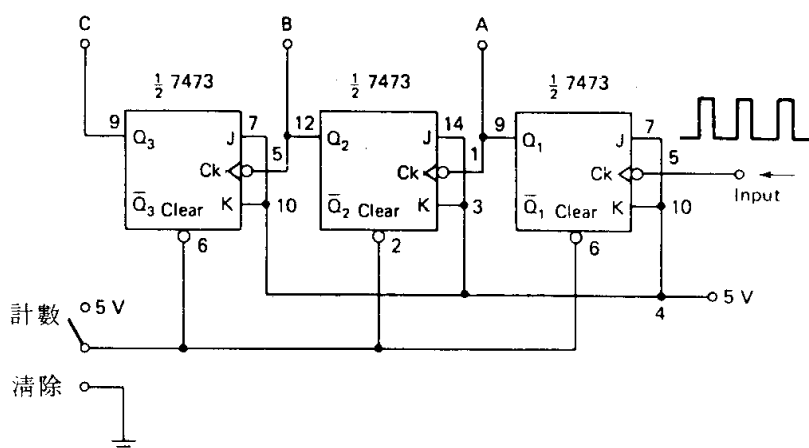 C B A
½ 7473 ½ 7473 ½ 7473
9 Q₃ J 7 12 Q₂ J 14 9 Q₁ J 7
Ck 5 Ck 1 Ck 5
Input
Q̅₃ Clear K 10 Q̅₂ Clear K 3 Q̅₁ Clear K 10
6 2 6
5 V
4
計數 5 V
清除